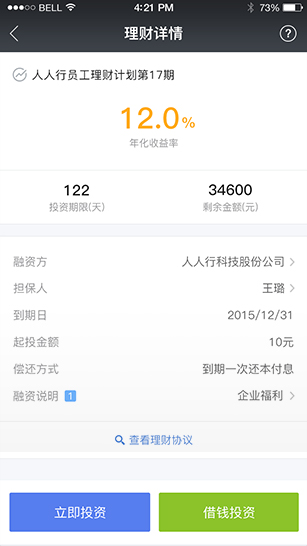 BELL 4:21 PM 73%
理财详情 ?
人人行员工理财计划第17期
12.0%
年化收益率
122 34600
投资期限(天) 剩余金额(元)
融资方 人人行科技股份公司
担保人 王璐
到期日 2015/12/31
起投金额 10元
偿还方式 到期一次还本付息
融资说明 1 企业福利
查看理财协议
立即投资 借钱投资